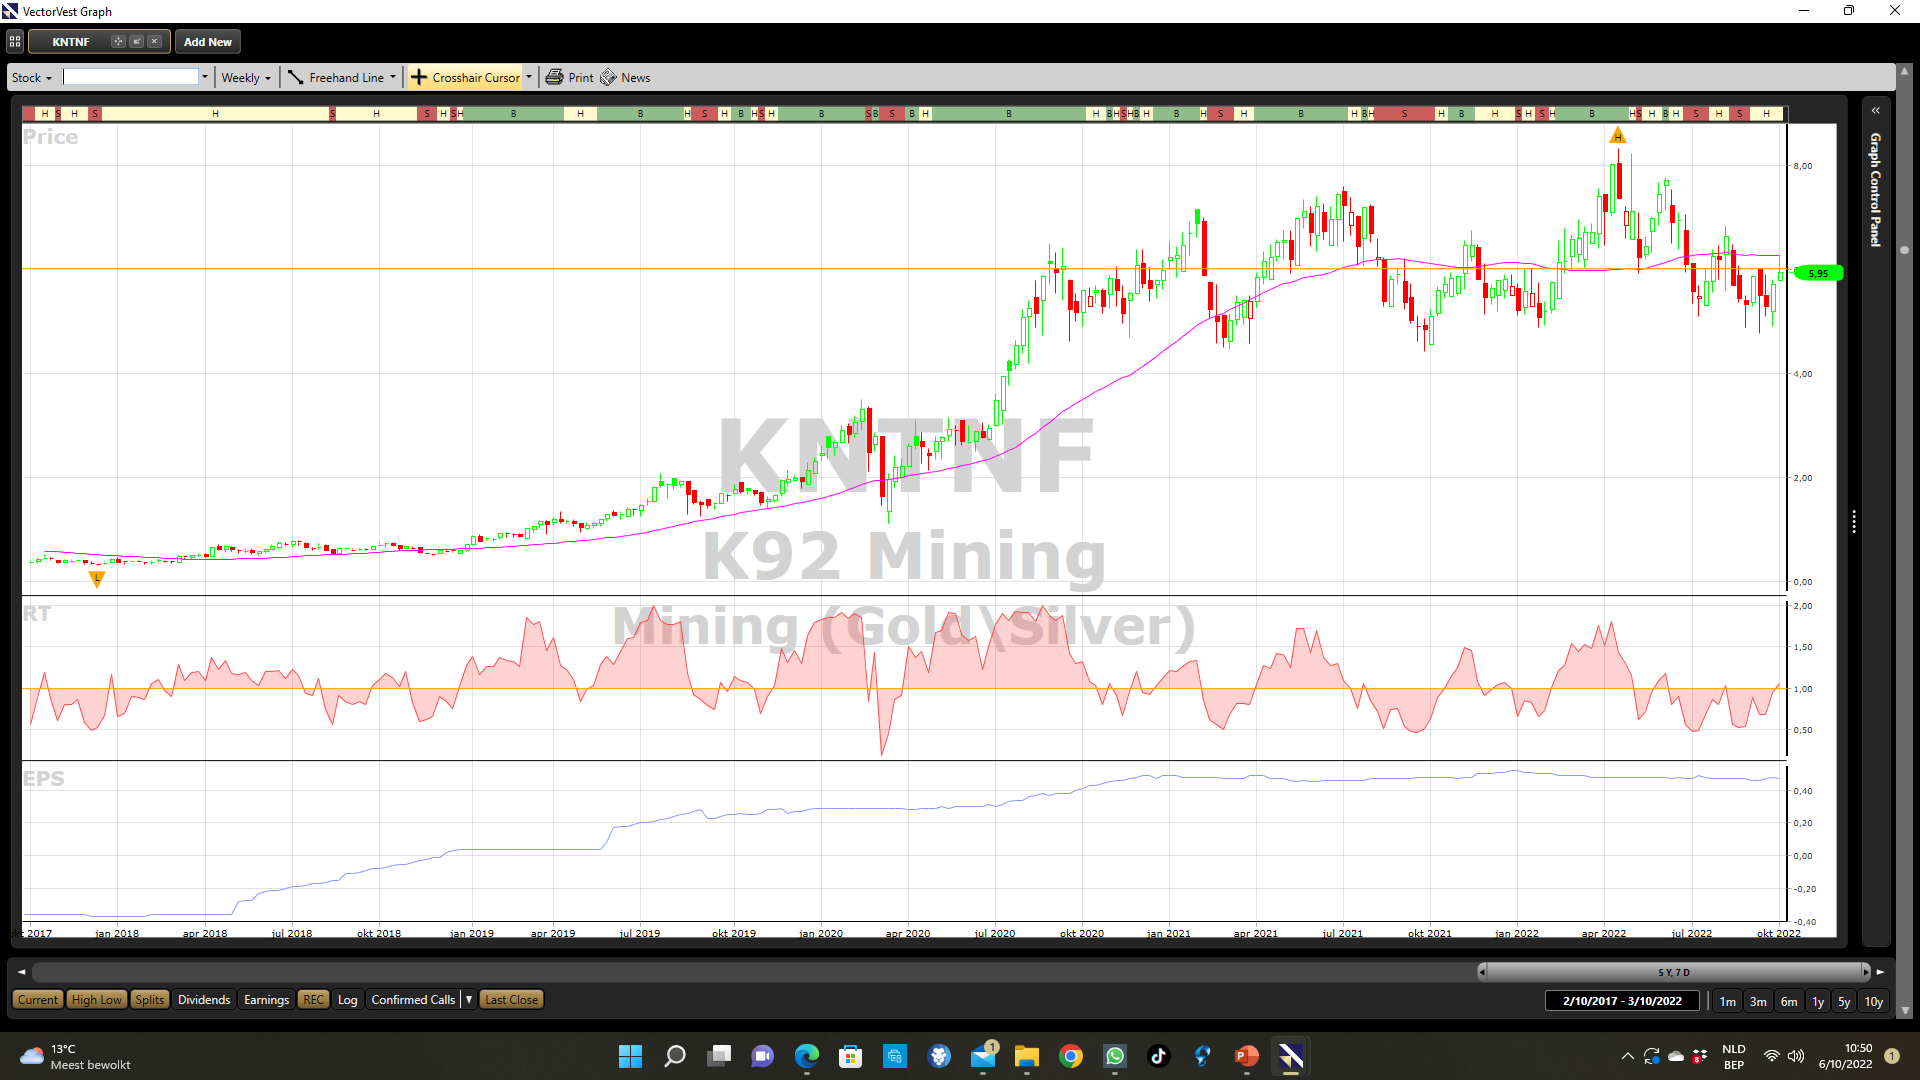 VectorVest Graph
KNTNF
Add New
Stock
Weekly
Freehand Line
Crosshair Cursor
Print
News
H S H S H S H S H S H B H B H S H B H S H B S B S B H B H B H S H B H B H S H B H B H S H B H S H S H B H S H B H S H S H
Price
H
8,00
5,95
4,00
2,00
0,00
L
KNTNF
K92 Mining
Mining (Gold\Silver)
RT
2,00
1,50
1,00
0,50
EPS
0,40
0,20
0,00
-0,20
-0,40
kt 2017 jan 2018 apr 2018 jul 2018 okt 2018 jan 2019 apr 2019 jul 2019 okt 2019 jan 2020 apr 2020 jul 2020 okt 2020 jan 2021 apr 2021 jul 2021 okt 2021 jan 2022 apr 2022 jul 2022 okt 2022
Graph Control Panel
5 Y, 7 D
Current High Low Splits Dividends Earnings REC Log Confirmed Calls Last Close
2/10/2017 - 3/10/2022
1m 3m 6m 1y 5y 10y
13°C
Meest bewolkt
1
NLD
BEP
10:50
6/10/2022
1